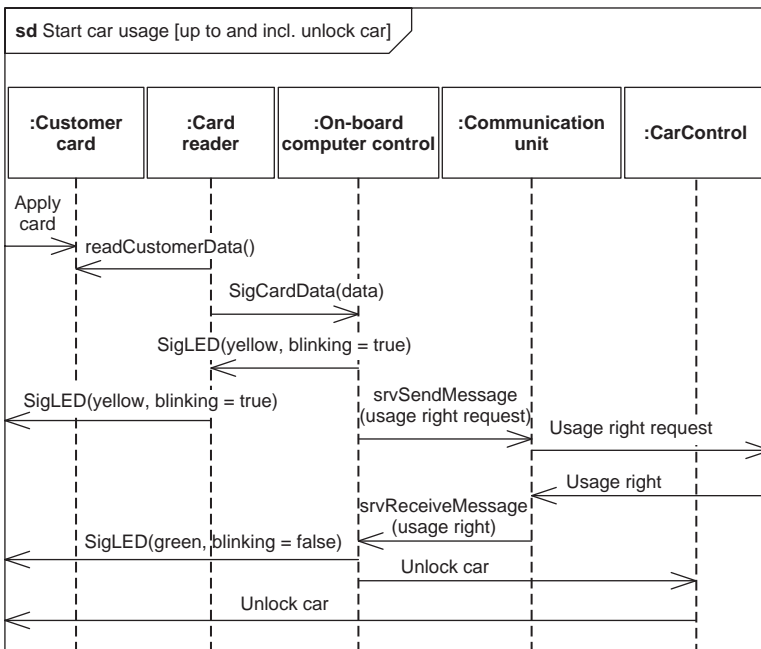 sd Start car usage [up to and incl. unlock car]
:Customer
card
:Card
reader
:On-board
computer control
:Communication
unit
:CarControl
Apply
card
readCustomerData()
SigCardData(data)
SigLED(yellow, blinking = true)
SigLED(yellow, blinking = true)
srvSendMessage
(usage right request)
Usage right request
Usage right
srvReceiveMessage
(usage right)
SigLED(green, blinking = false)
Unlock car
Unlock car